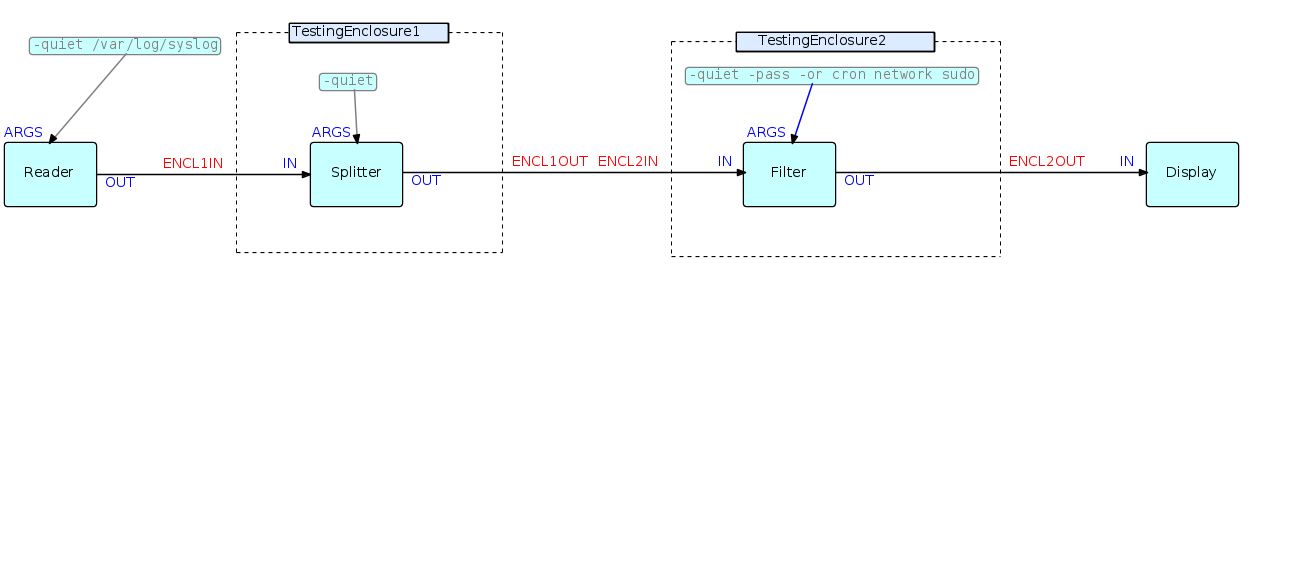 TestingEnclosure1
TestingEnclosure2
-quiet /var/log/syslog
-quiet
-quiet -pass -or cron network sudo
ARGS
ARGS
ARGS
ENCL1IN
IN
ENCL1OUT
ENCL2IN
IN
ENCL2OUT
IN
Reader
Splitter
Filter
Display
OUT
OUT
OUT